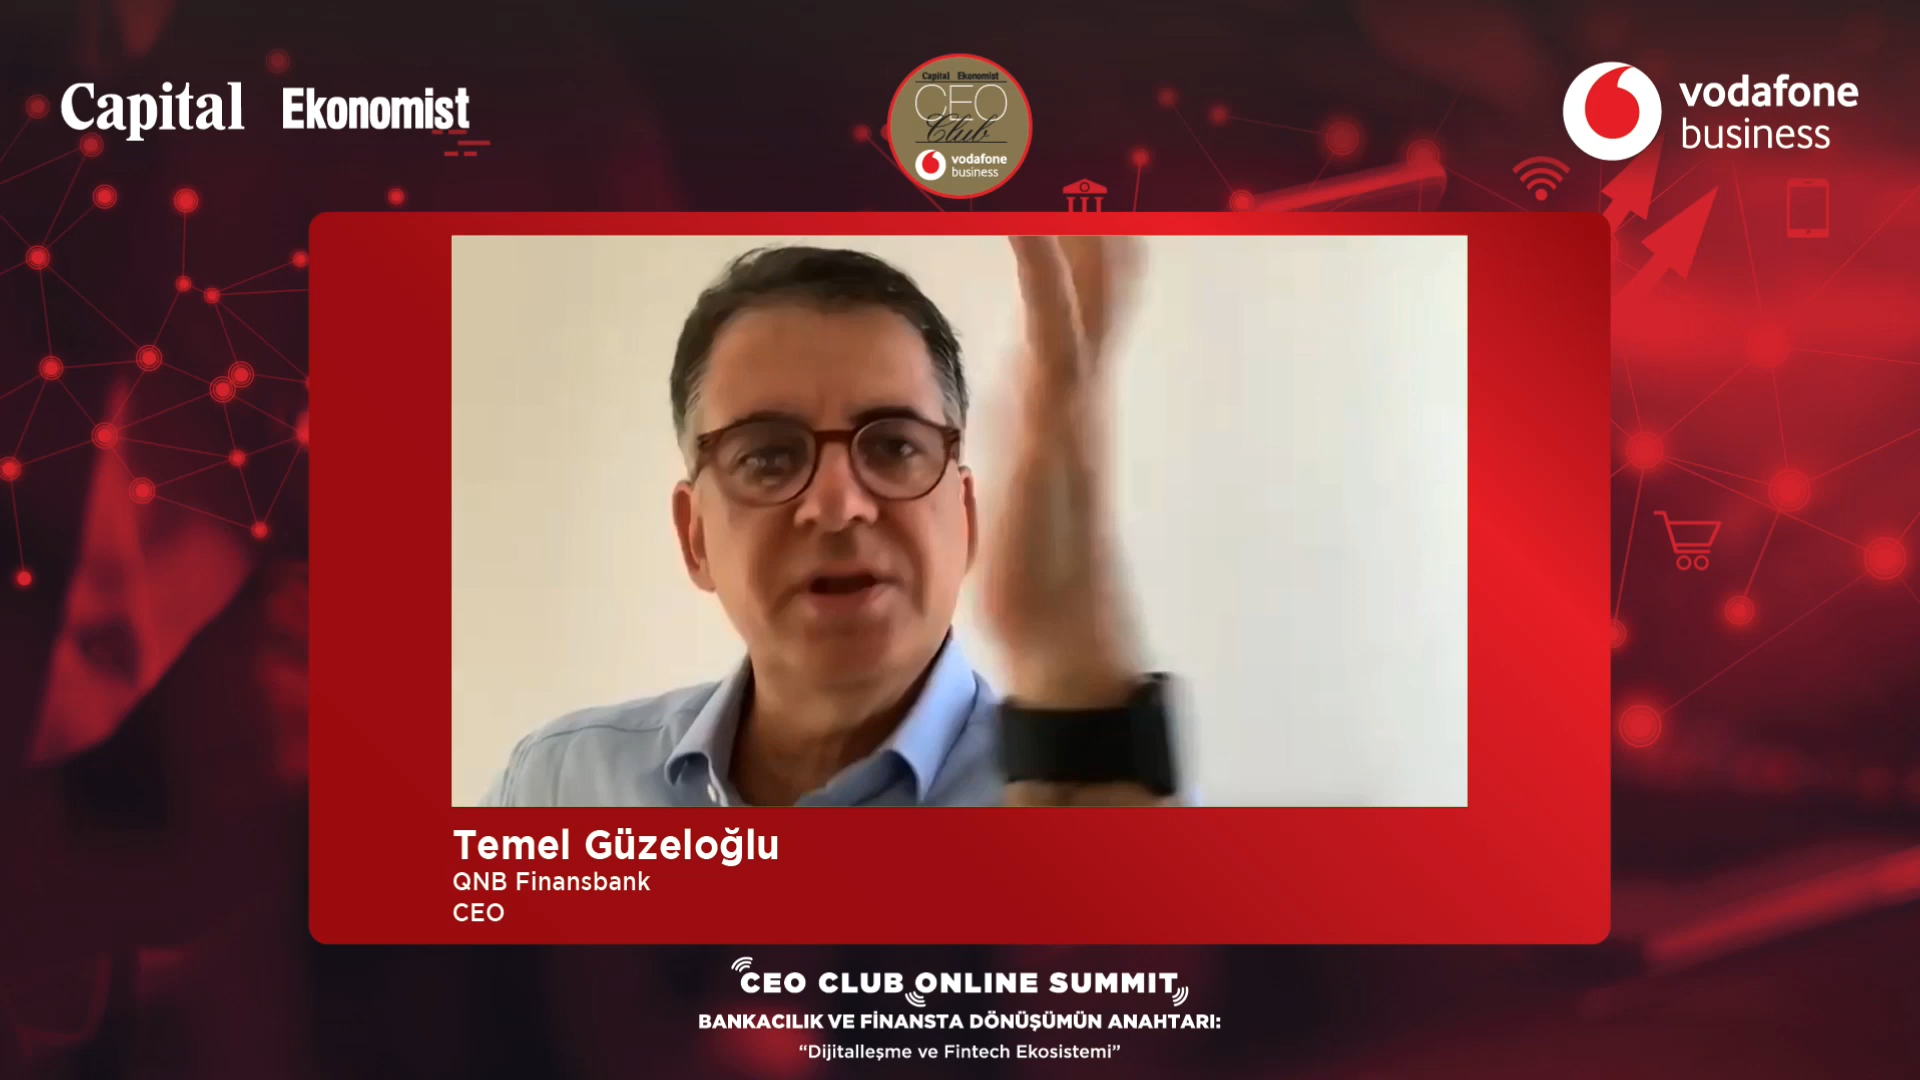 Capital Ekonomist
Capital Ekonomist
CEO
Club
vodafone
business
vodafone
business
Temel Güzeloğlu
QNB Finansbank
CEO
CEO CLUB ONLINE SUMMIT
BANKACILIK VE FİNANSTA DÖNÜŞÜMÜN ANAHTARI:
“Dijitalleşme ve Fintech Ekosistemi”